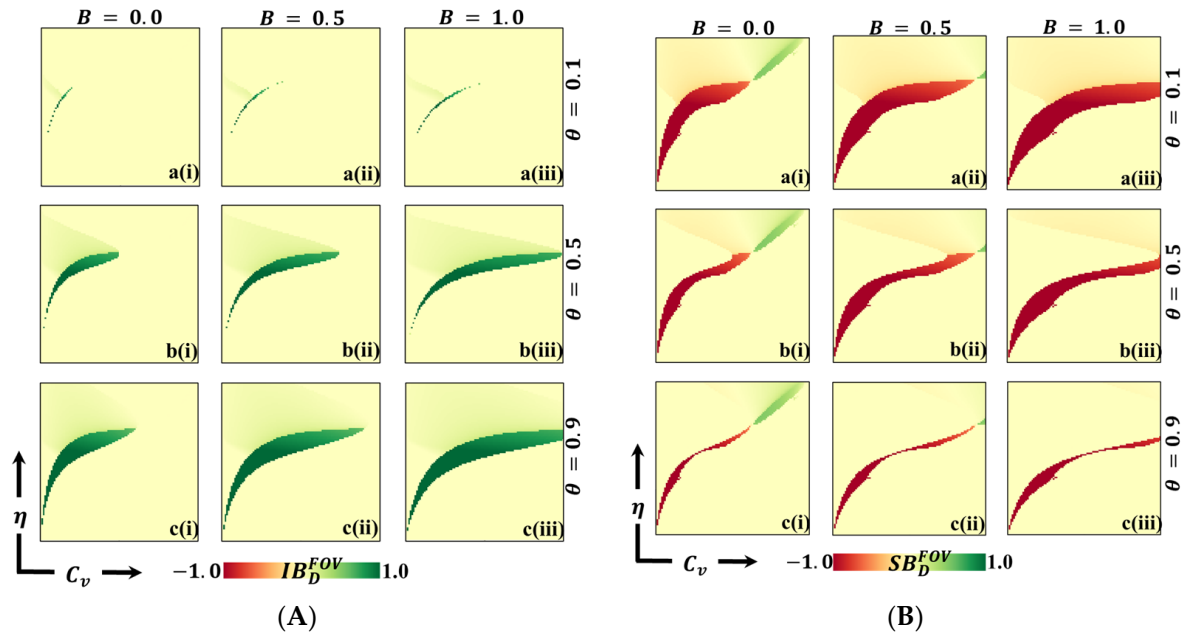 B = 0.0 B = 0.5 B = 1.0
a(i) a(ii) a(iii) θ = 0.1
b(i) b(ii) b(iii) θ = 0.5
c(i) c(ii) c(iii) θ = 0.9
η
C_v
−1.0 IB_D^{FOV} 1.0
(A)
B = 0.0 B = 0.5 B = 1.0
a(i) a(ii) a(iii) θ = 0.1
b(i) b(ii) b(iii) θ = 0.5
c(i) c(ii) c(iii) θ = 0.9
η
C_v
−1.0 SB_D^{FOV} 1.0
(B)